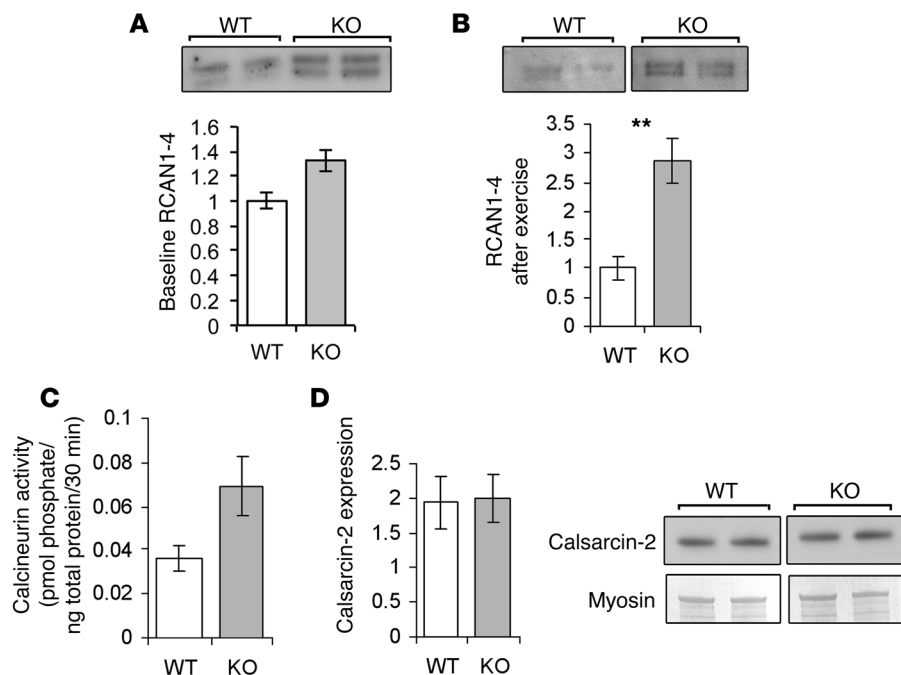 A
WT
KO
Baseline RCAN1-4
1.6
1.4
1.2
1
0.8
0.6
0.4
0.2
0
WT
KO
B
WT
KO
**
RCAN1-4
after exercise
3.5
3
2.5
2
1.5
1
0.5
0
WT
KO
C
Calcineurin activity
(pmol phosphate/
ng total protein/30 min)
0.1
0.08
0.06
0.04
0.02
0
WT
KO
D
Calsarcin-2 expression
2.5
2
1.5
1
0.5
0
WT
KO
WT
KO
Calsarcin-2
Myosin